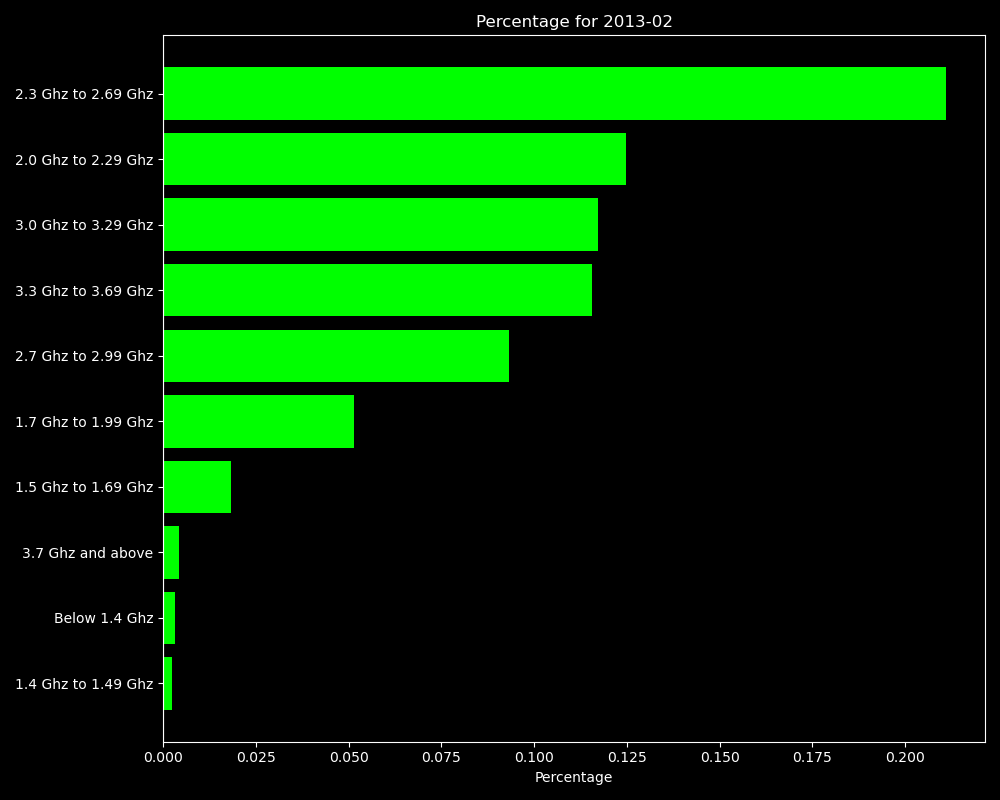 Percentage for 2013-02
2.3 Ghz to 2.69 Ghz
2.0 Ghz to 2.29 Ghz
3.0 Ghz to 3.29 Ghz
3.3 Ghz to 3.69 Ghz
2.7 Ghz to 2.99 Ghz
1.7 Ghz to 1.99 Ghz
1.5 Ghz to 1.69 Ghz
3.7 Ghz and above
Below 1.4 Ghz
1.4 Ghz to 1.49 Ghz
0.000 0.025 0.050 0.075 0.100 0.125 0.150 0.175 0.200
Percentage